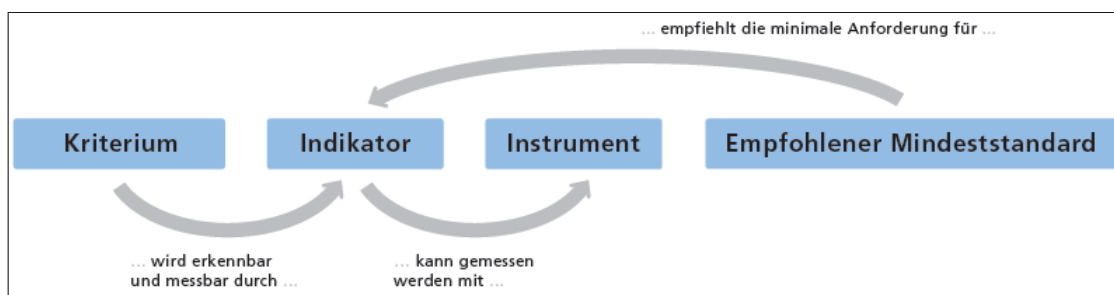 ... empfiehlt die minimale Anforderung für ...
Kriterium
Indikator
Instrument
Empfohlener Mindeststandard
... wird erkennbar
und messbar durch ...
... kann gemessen
werden mit ...